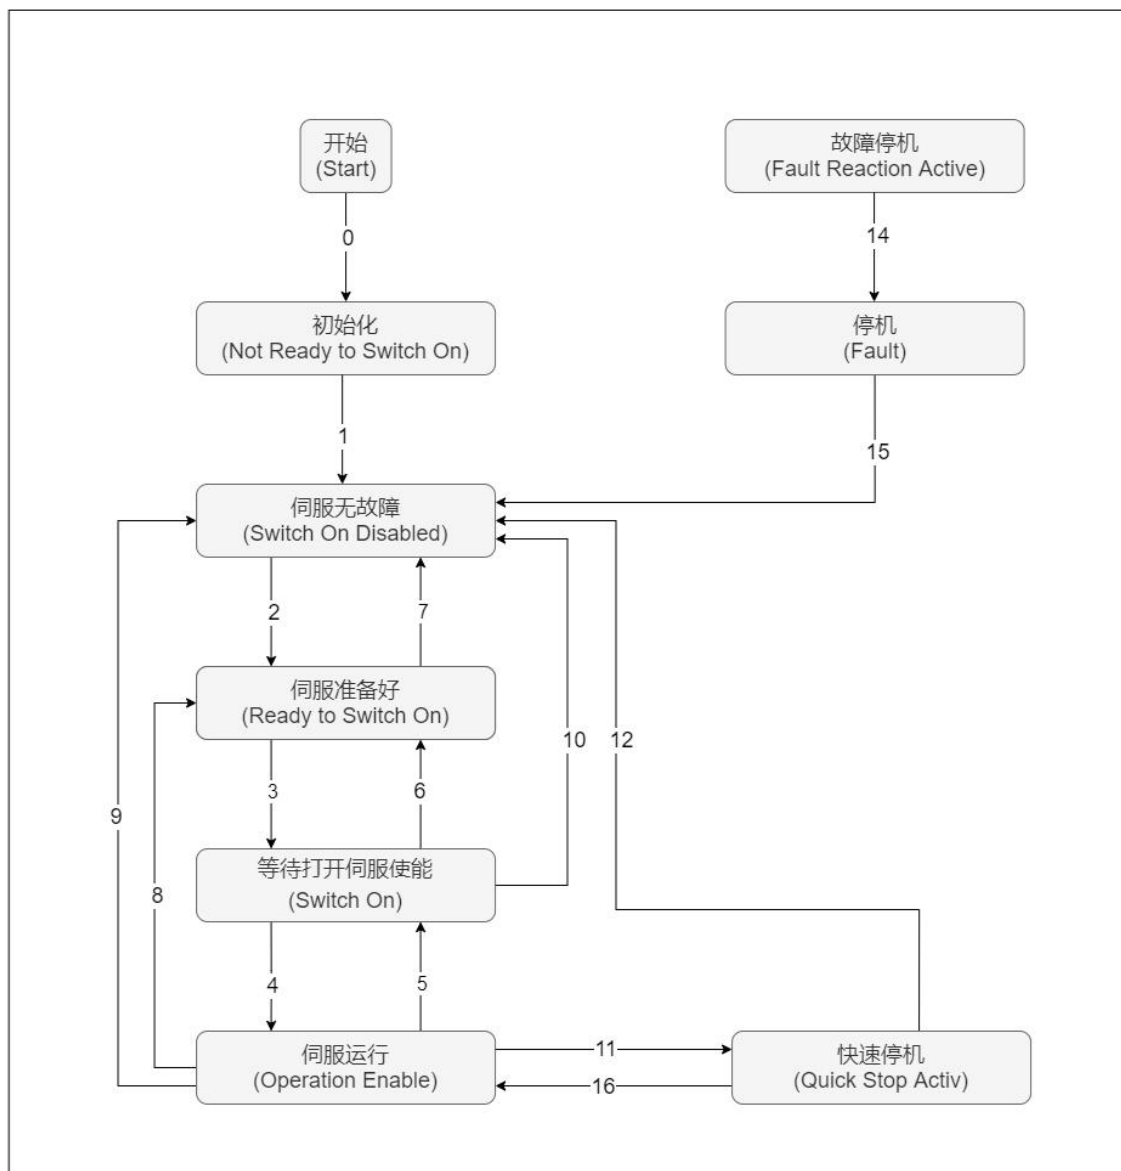 开始
(Start)
故障停机
(Fault Reaction Active)
0
14
初始化
(Not Ready to Switch On)
停机
(Fault)
1
15
伺服无故障
(Switch On Disabled)
2
7
伺服准备好
(Ready to Switch On)
10
12
3
6
9
等待打开伺服使能
(Switch On)
8
4
5
伺服运行
(Operation Enable)
11
16
快速停机
(Quick Stop Activ)